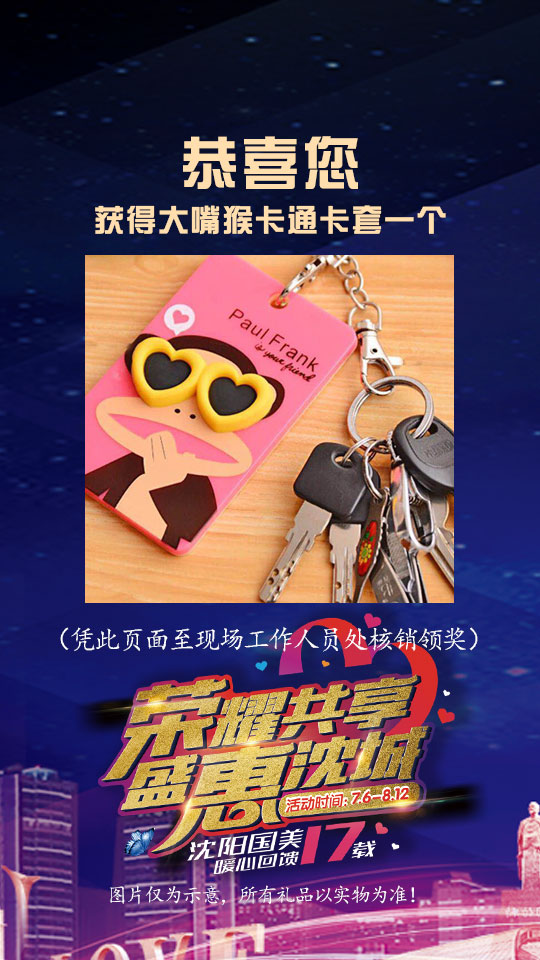 恭喜您
获得大嘴猴卡通卡套一个
Paul Frank
is your friend
（凭此页面至现场工作人员处核销领奖）
荣耀共享
盛惠沈城
活动时间：7.6-8.12
沈阳国美
暖心回馈
17载
图片仅为示意，所有礼品以实物为准！
LOVE